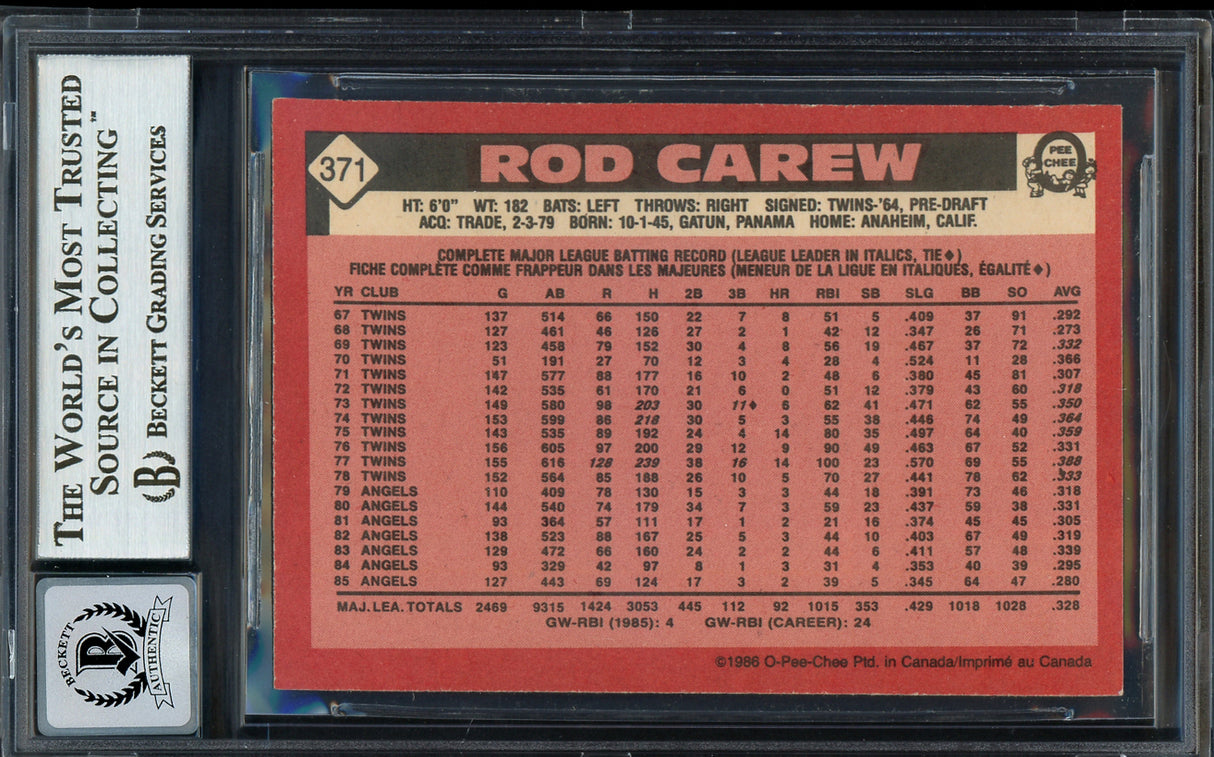 THE WORLD'S MOST TRUSTED
SOURCE IN COLLECTING™
BECKETT GRADING SERVICES
B
BECKETT
B
AUTHENTIC
371
ROD CAREW
O
PEE
CHEE
HT: 6'0" WT: 182 BATS: LEFT THROWS: RIGHT SIGNED: TWINS-'64, PRE-DRAFT
ACQ: TRADE, 2-3-79 BORN: 10-1-45, GATUN, PANAMA HOME: ANAHEIM, CALIF.
COMPLETE MAJOR LEAGUE BATTING RECORD (LEAGUE LEADER IN ITALICS, TIE♦)
FICHE COMPLÈTE COMME FRAPPEUR DANS LES MAJEURES (MENEUR DE LA LIGUE EN ITALIQUES, ÉGALITÉ♦)
YR CLUB G AB R H 2B 3B HR RBI SB SLG BB SO AVG
67 TWINS 137 514 66 150 22 7 8 51 5 .409 37 91 .292
68 TWINS 127 461 46 126 27 2 1 42 12 .347 26 71 .273
69 TWINS 123 458 79 152 30 4 8 56 19 .467 37 72 .332
70 TWINS 51 191 27 70 12 3 4 28 4 .524 11 28 .366
71 TWINS 147 577 88 177 16 10 2 48 6 .380 45 81 .307
72 TWINS 142 535 61 170 21 6 0 51 12 .379 43 60 .318
73 TWINS 149 580 98 203 30 11♦ 6 62 41 .471 62 55 .350
74 TWINS 153 599 86 218 30 5 3 55 38 .446 74 49 .364
75 TWINS 143 535 89 192 24 4 14 80 35 .497 64 40 .359
76 TWINS 156 605 97 200 29 12 9 90 49 .463 67 52 .331
77 TWINS 155 616 128 239 38 16 14 100 23 .570 69 55 .388
78 TWINS 152 564 85 188 26 10 5 70 27 .441 78 62 .333
79 ANGELS 110 409 78 130 15 3 3 44 18 .391 73 46 .318
80 ANGELS 144 540 74 179 34 7 3 59 23 .437 59 38 .331
81 ANGELS 93 364 57 111 17 1 2 21 16 .374 45 45 .305
82 ANGELS 138 523 88 167 25 5 3 44 10 .403 67 49 .319
83 ANGELS 129 472 66 160 24 2 2 44 6 .411 57 48 .339
84 ANGELS 93 329 42 97 8 1 3 31 4 .353 40 39 .295
85 ANGELS 127 443 69 124 17 3 2 39 5 .345 64 47 .280
MAJ. LEA. TOTALS 2469 9315 1424 3053 445 112 92 1015 353 .429 1018 1028 .328
GW-RBI (1985): 4 GW-RBI (CAREER): 24
©1986 O-Pee-Chee Ptd. in Canada/Imprimé au Canada